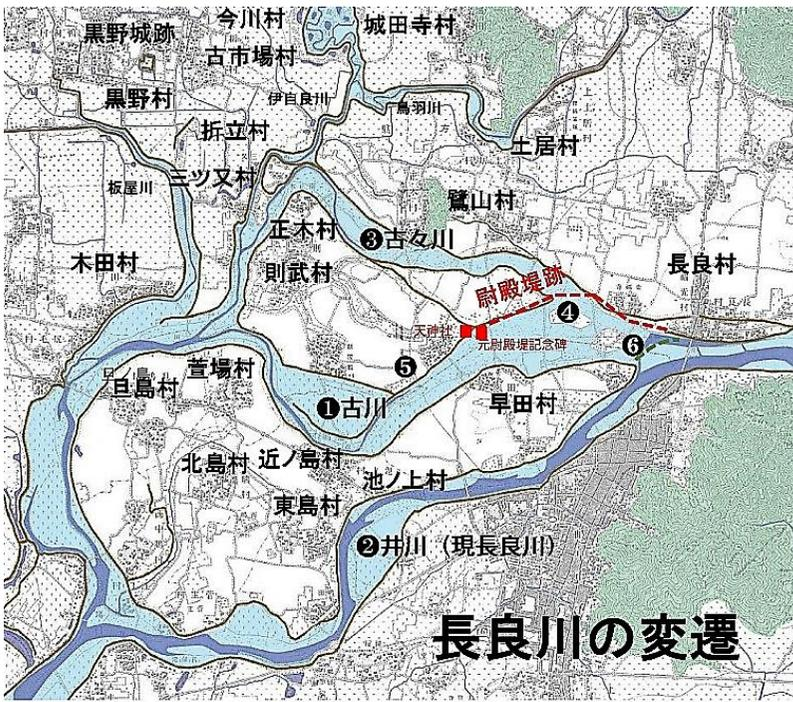 今川村
城田寺村
黒野城跡
古市場村
黒野村
伊自良川
鳥羽川
折立村
土居村
三ツ又村
板屋川
鷺山村
正木村
❸古々川
木田村
則武村
長良村
尉殿堤跡
❹
天神社
元尉殿堤記念碑
❻
萱場村
❺
旦島村
❶古川
早田村
北島村
近ノ島村
池ノ上村
東島村
❷井川（現長良川）
長良川の変遷